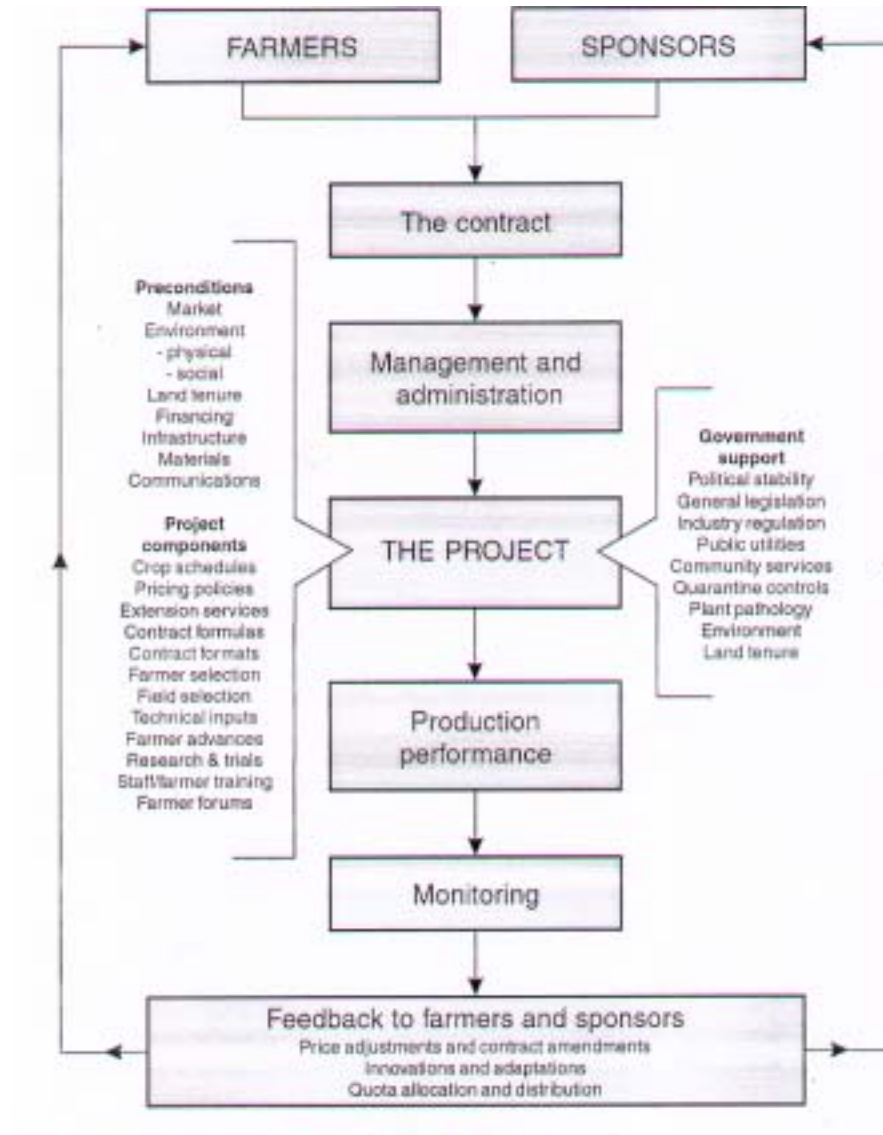 FARMERS
SPONSORS
The contract
Preconditions
Market
Environment
- physical
- social
Land tenure
Financing
Infrastructure
Materials
Communications
Project
components
Crop schedules
Pricing policies
Extension services
Contract formulas
Contract formats
Farmer selection
Field selection
Technical inputs
Farmer advances
Research & trials
Staff/farmer training
Farmer forums
Management and
administration
THE PROJECT
Government
support
Political stability
General legislation
Industry regulation
Public utilities
Community services
Quarantine controls
Plant pathology
Environment
Land tenure
Production
performance
Monitoring
Feedback to farmers and sponsors
Price adjustments and contract amendments
Innovations and adaptations
Quota allocation and distribution